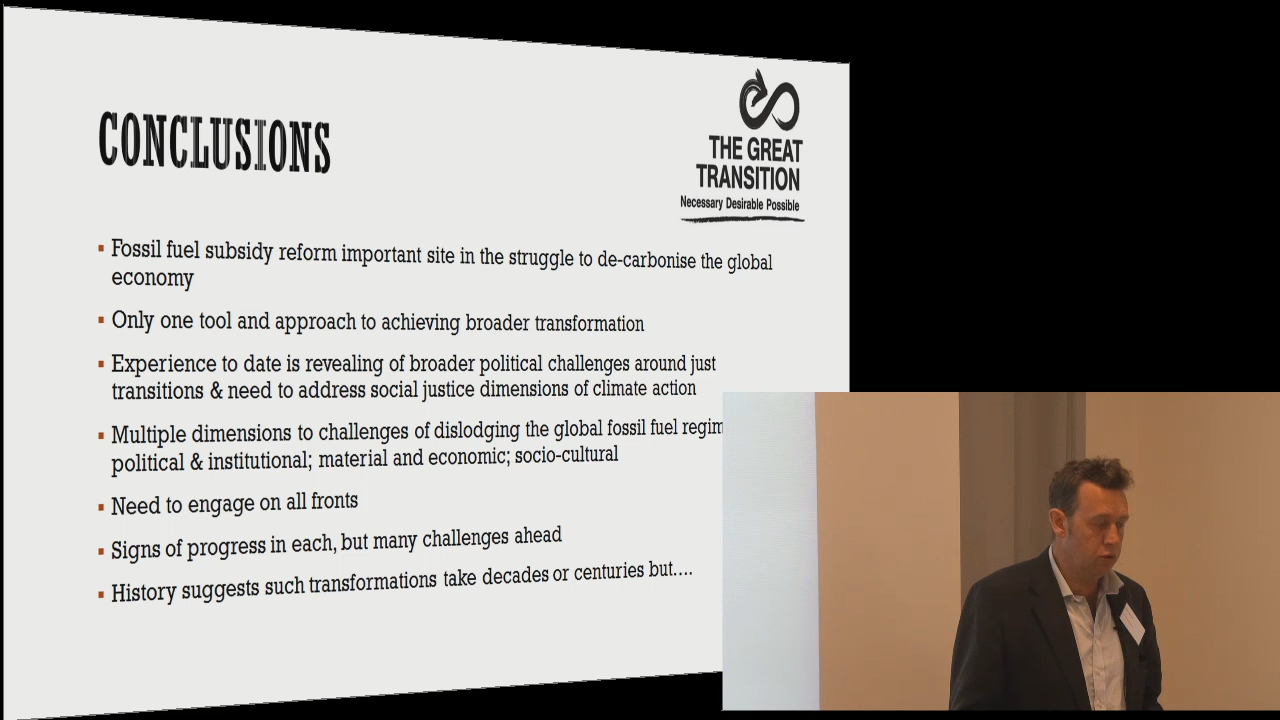 CONCLUSIONS
THE GREAT
TRANSITION
Necessary Desirable Possible
▪ Fossil fuel subsidy reform important site in the struggle to de-carbonise the global
economy
▪ Only one tool and approach to achieving broader transformation
▪ Experience to date is revealing of broader political challenges around just
transitions & need to address social justice dimensions of climate action
▪ Multiple dimensions to challenges of dislodging the global fossil fuel regim
political & institutional; material and economic; socio-cultural
▪ Need to engage on all fronts
▪ Signs of progress in each, but many challenges ahead
▪ History suggests such transformations take decades or centuries but....